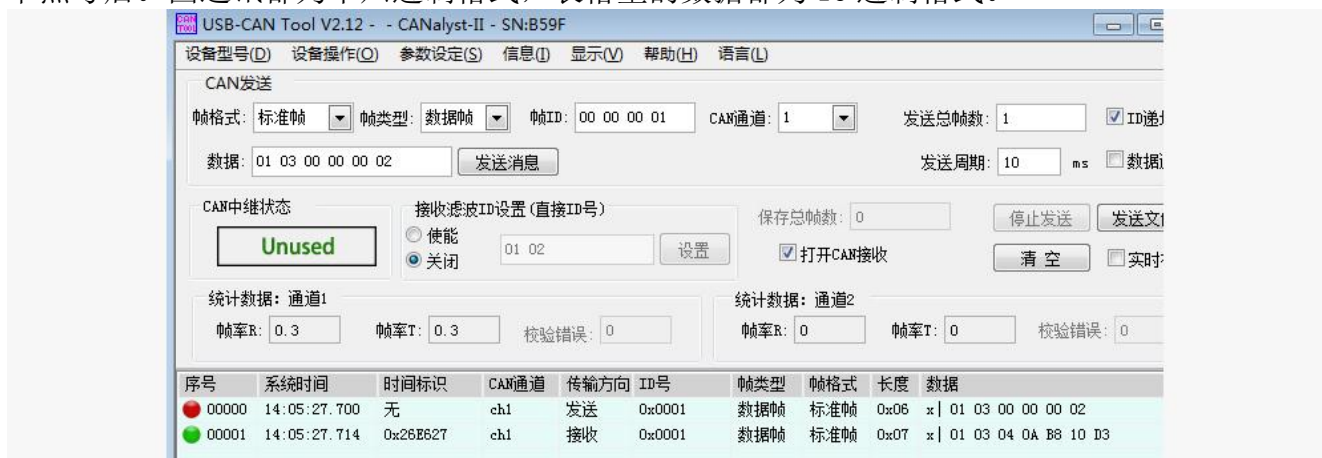 USB-CAN Tool V2.12 - - CANalyst-II - SN:B59F
设备型号(D) 设备操作(O) 参数设定(S) 信息(I) 显示(V) 帮助(H) 语言(L)
CAN发送
帧格式: 标准帧 帧类型: 数据帧 帧ID: 00 00 00 01 CAN通道: 1 发送总帧数: 1 ID递
数据: 01 03 00 00 00 02 发送消息 发送周期: 10 ms 数据
CAN中继状态 接收滤波ID设置(直接ID号) 保存总帧数: 0 停止发送 发送文
Unused 使能 01 02 设置 打开CAN接收 清空 实时
关闭
统计数据: 通道1 统计数据: 通道2
帧率R: 0.3 帧率T: 0.3 校验错误: 0 帧率R: 0 帧率T: 0 校验错误: 0
序号 系统时间 时间标识 CAN通道 传输方向 ID号 帧类型 帧格式 长度 数据
00000 14:05:27.700 无 ch1 发送 0x0001 数据帧 标准帧 0x06 x| 01 03 00 00 00 02
00001 14:05:27.714 0x26E627 ch1 接收 0x0001 数据帧 标准帧 0x07 x| 01 03 04 0A B8 10 D3